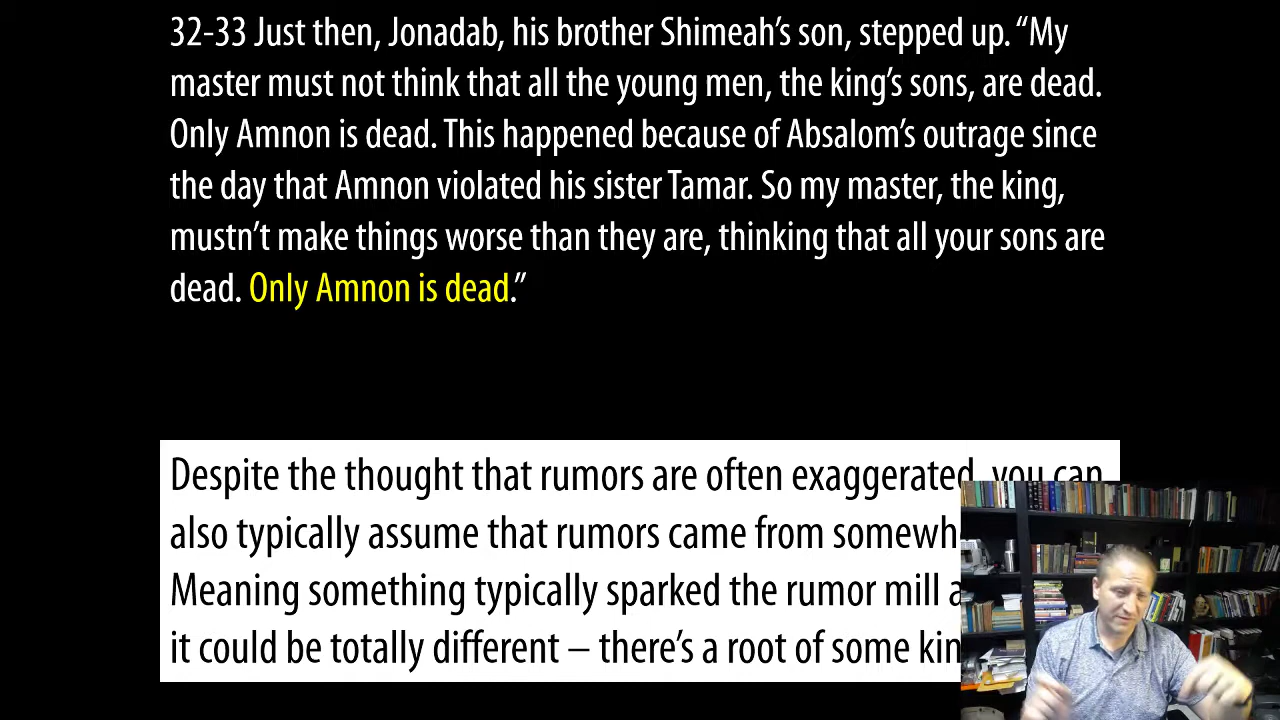 32-33 Just then, Jonadab, his brother Shimeah’s son, stepped up. “My
master must not think that all the young men, the king’s sons, are dead.
Only Amnon is dead. This happened because of Absalom’s outrage since
the day that Amnon violated his sister Tamar. So my master, the king,
mustn’t make things worse than they are, thinking that all your sons are
dead. Only Amnon is dead.”
Despite the thought that rumors are often exaggerated, you can
also typically assume that rumors came from
Meaning something typically sparked the rumor mill
it could be totally different – there’s a root of some